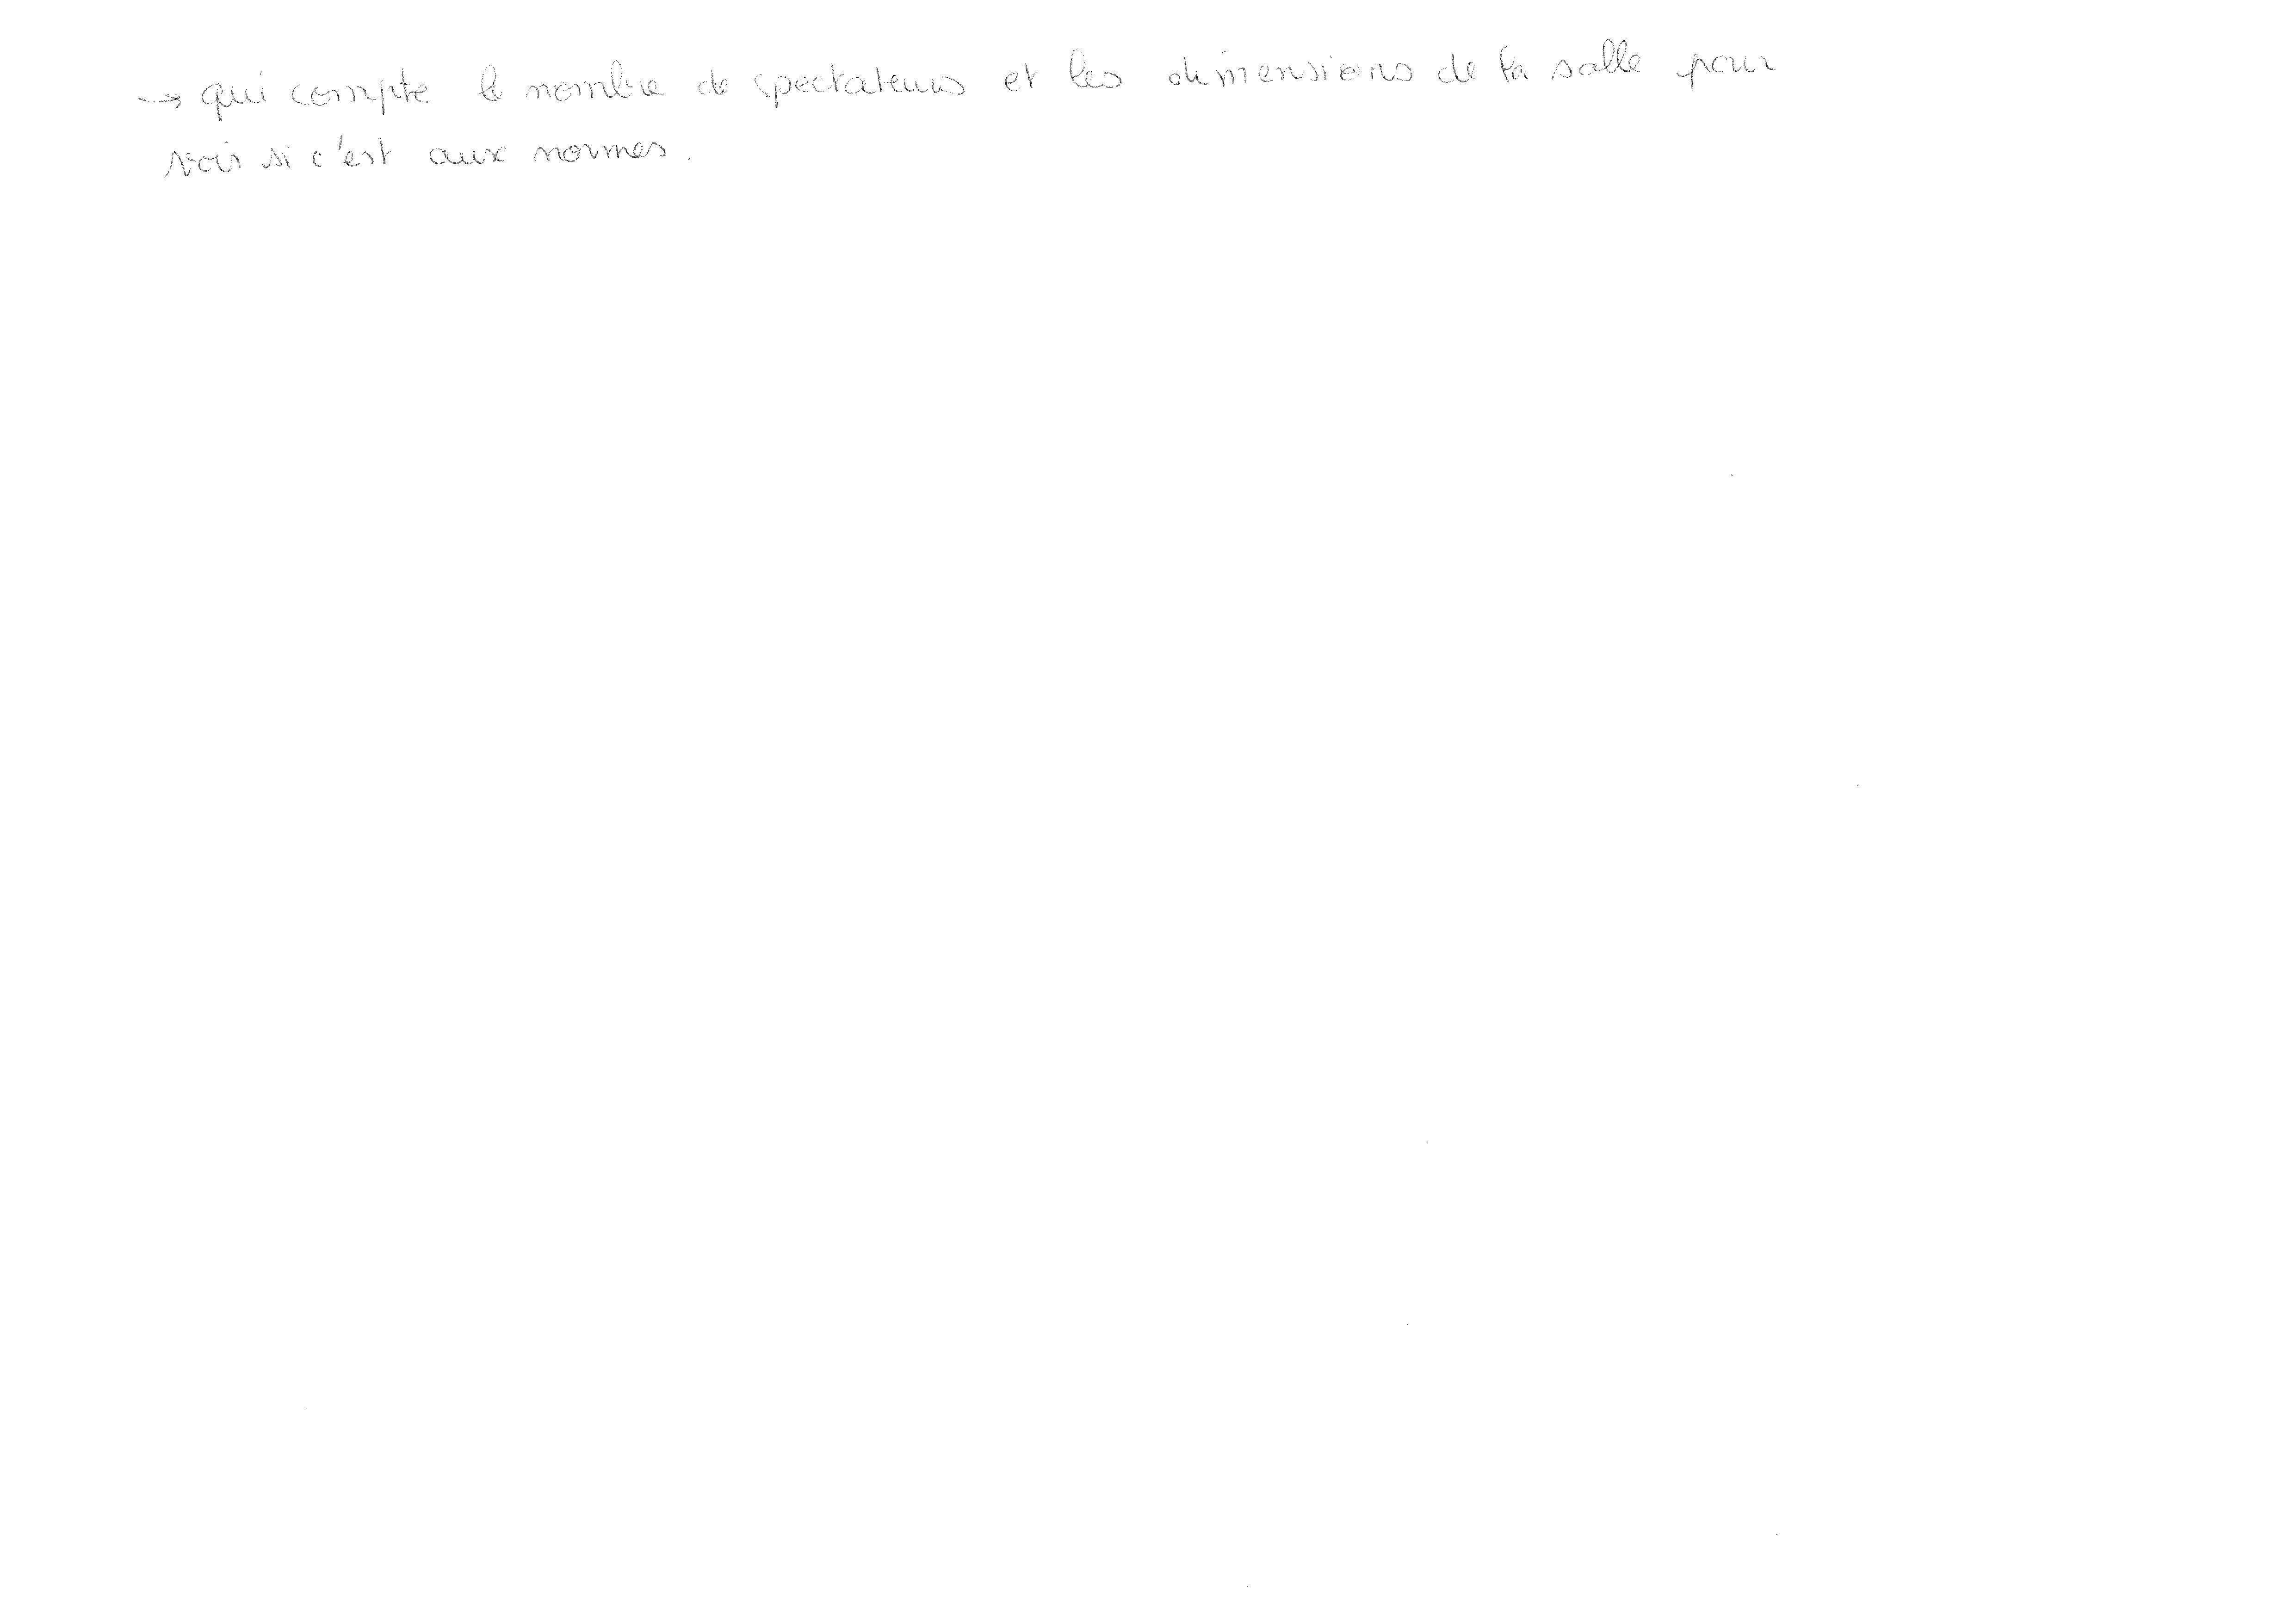 → qui compte le nombre de spectateurs et les dimensions de la salle pour
voir si c'est aux normes.